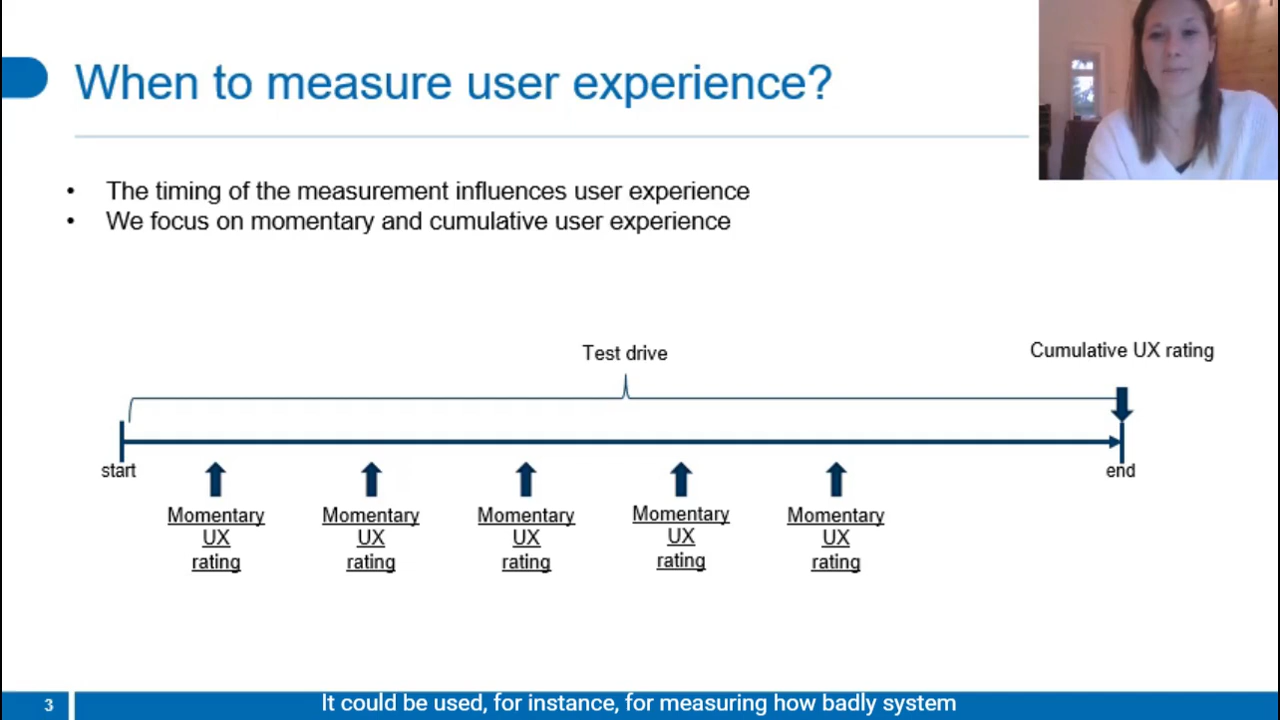 When to measure user experience?
• The timing of the measurement influences user experience
• We focus on momentary and cumulative user experience
Test drive
Cumulative UX rating
start
end
Momentary
UX
rating
Momentary
UX
rating
Momentary
UX
rating
Momentary
UX
rating
Momentary
UX
rating
3
It could be used, for instance, for measuring how badly system